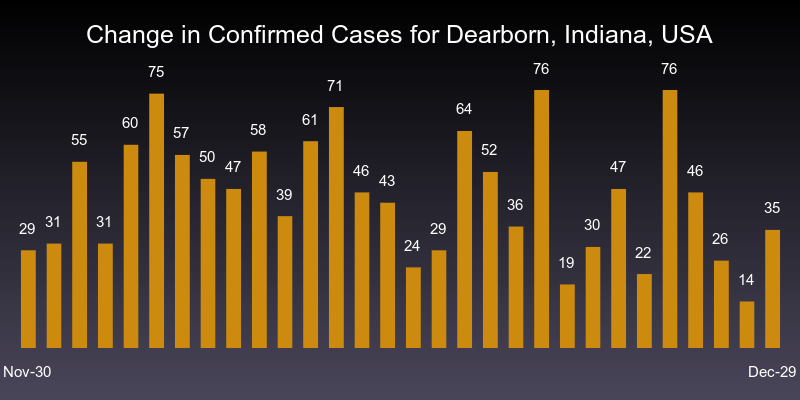 Change in Confirmed Cases for Dearborn, Indiana, USA
29 31 55 31 60 75 57 50 47 58 39 61 71 46 43 24 29 64 52 36 76 19 30 47 22 76 46 26 14 35
Nov-30 Dec-29